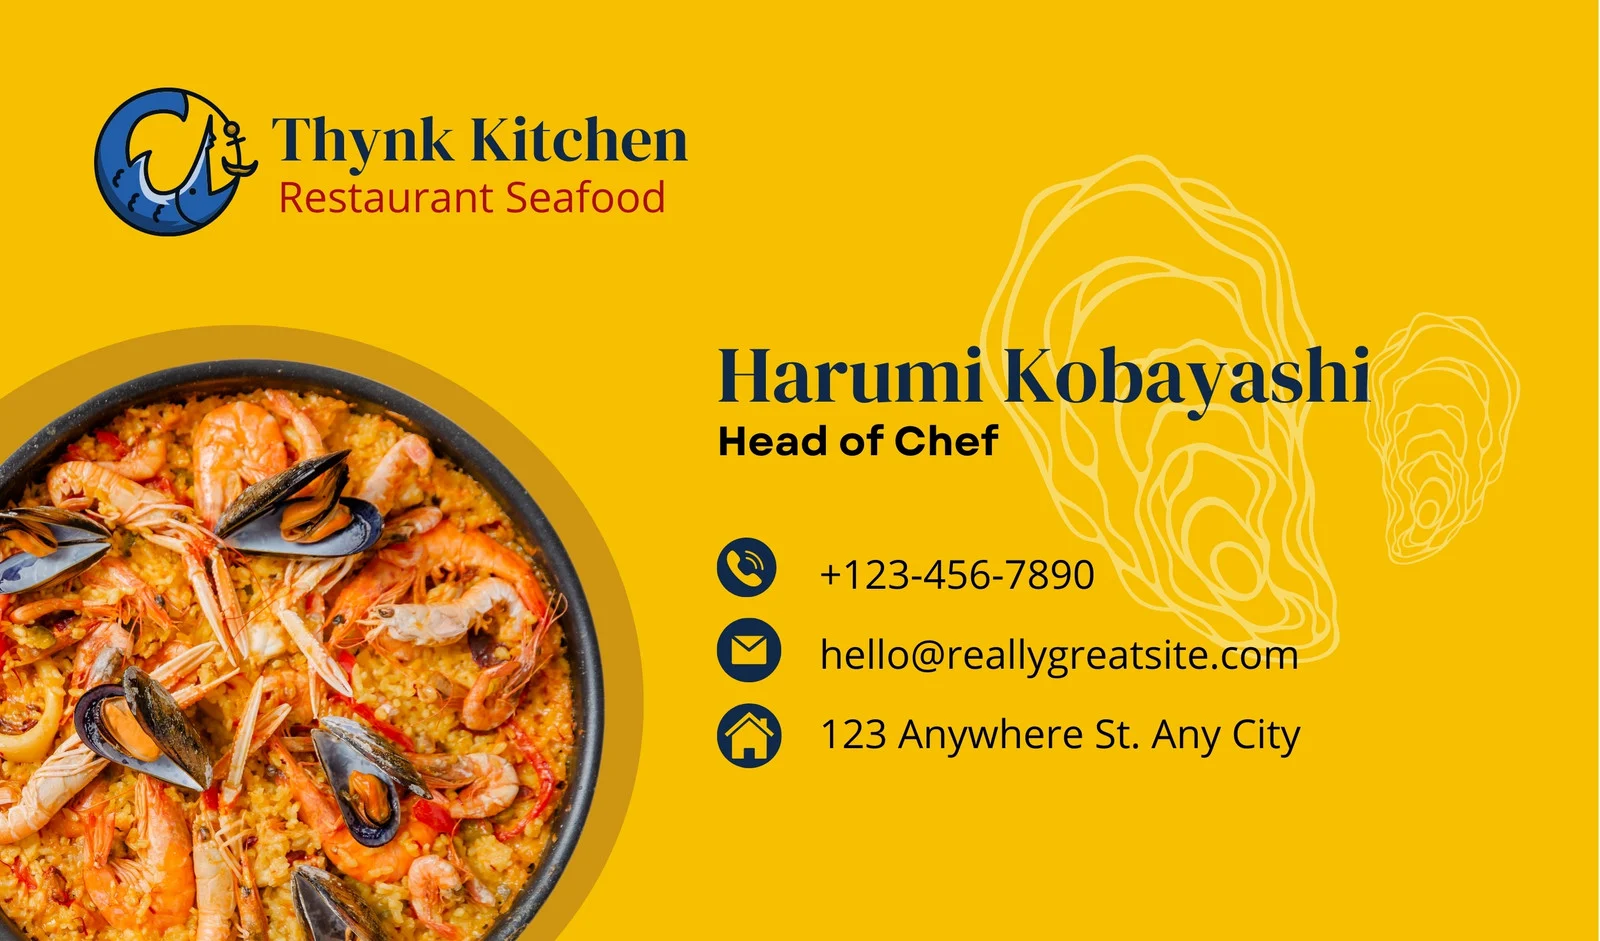 Thynk Kitchen
Restaurant Seafood
Harumi Kobayashi
Head of Chef
+123-456-7890
hello@reallygreatsite.com
123 Anywhere St. Any City